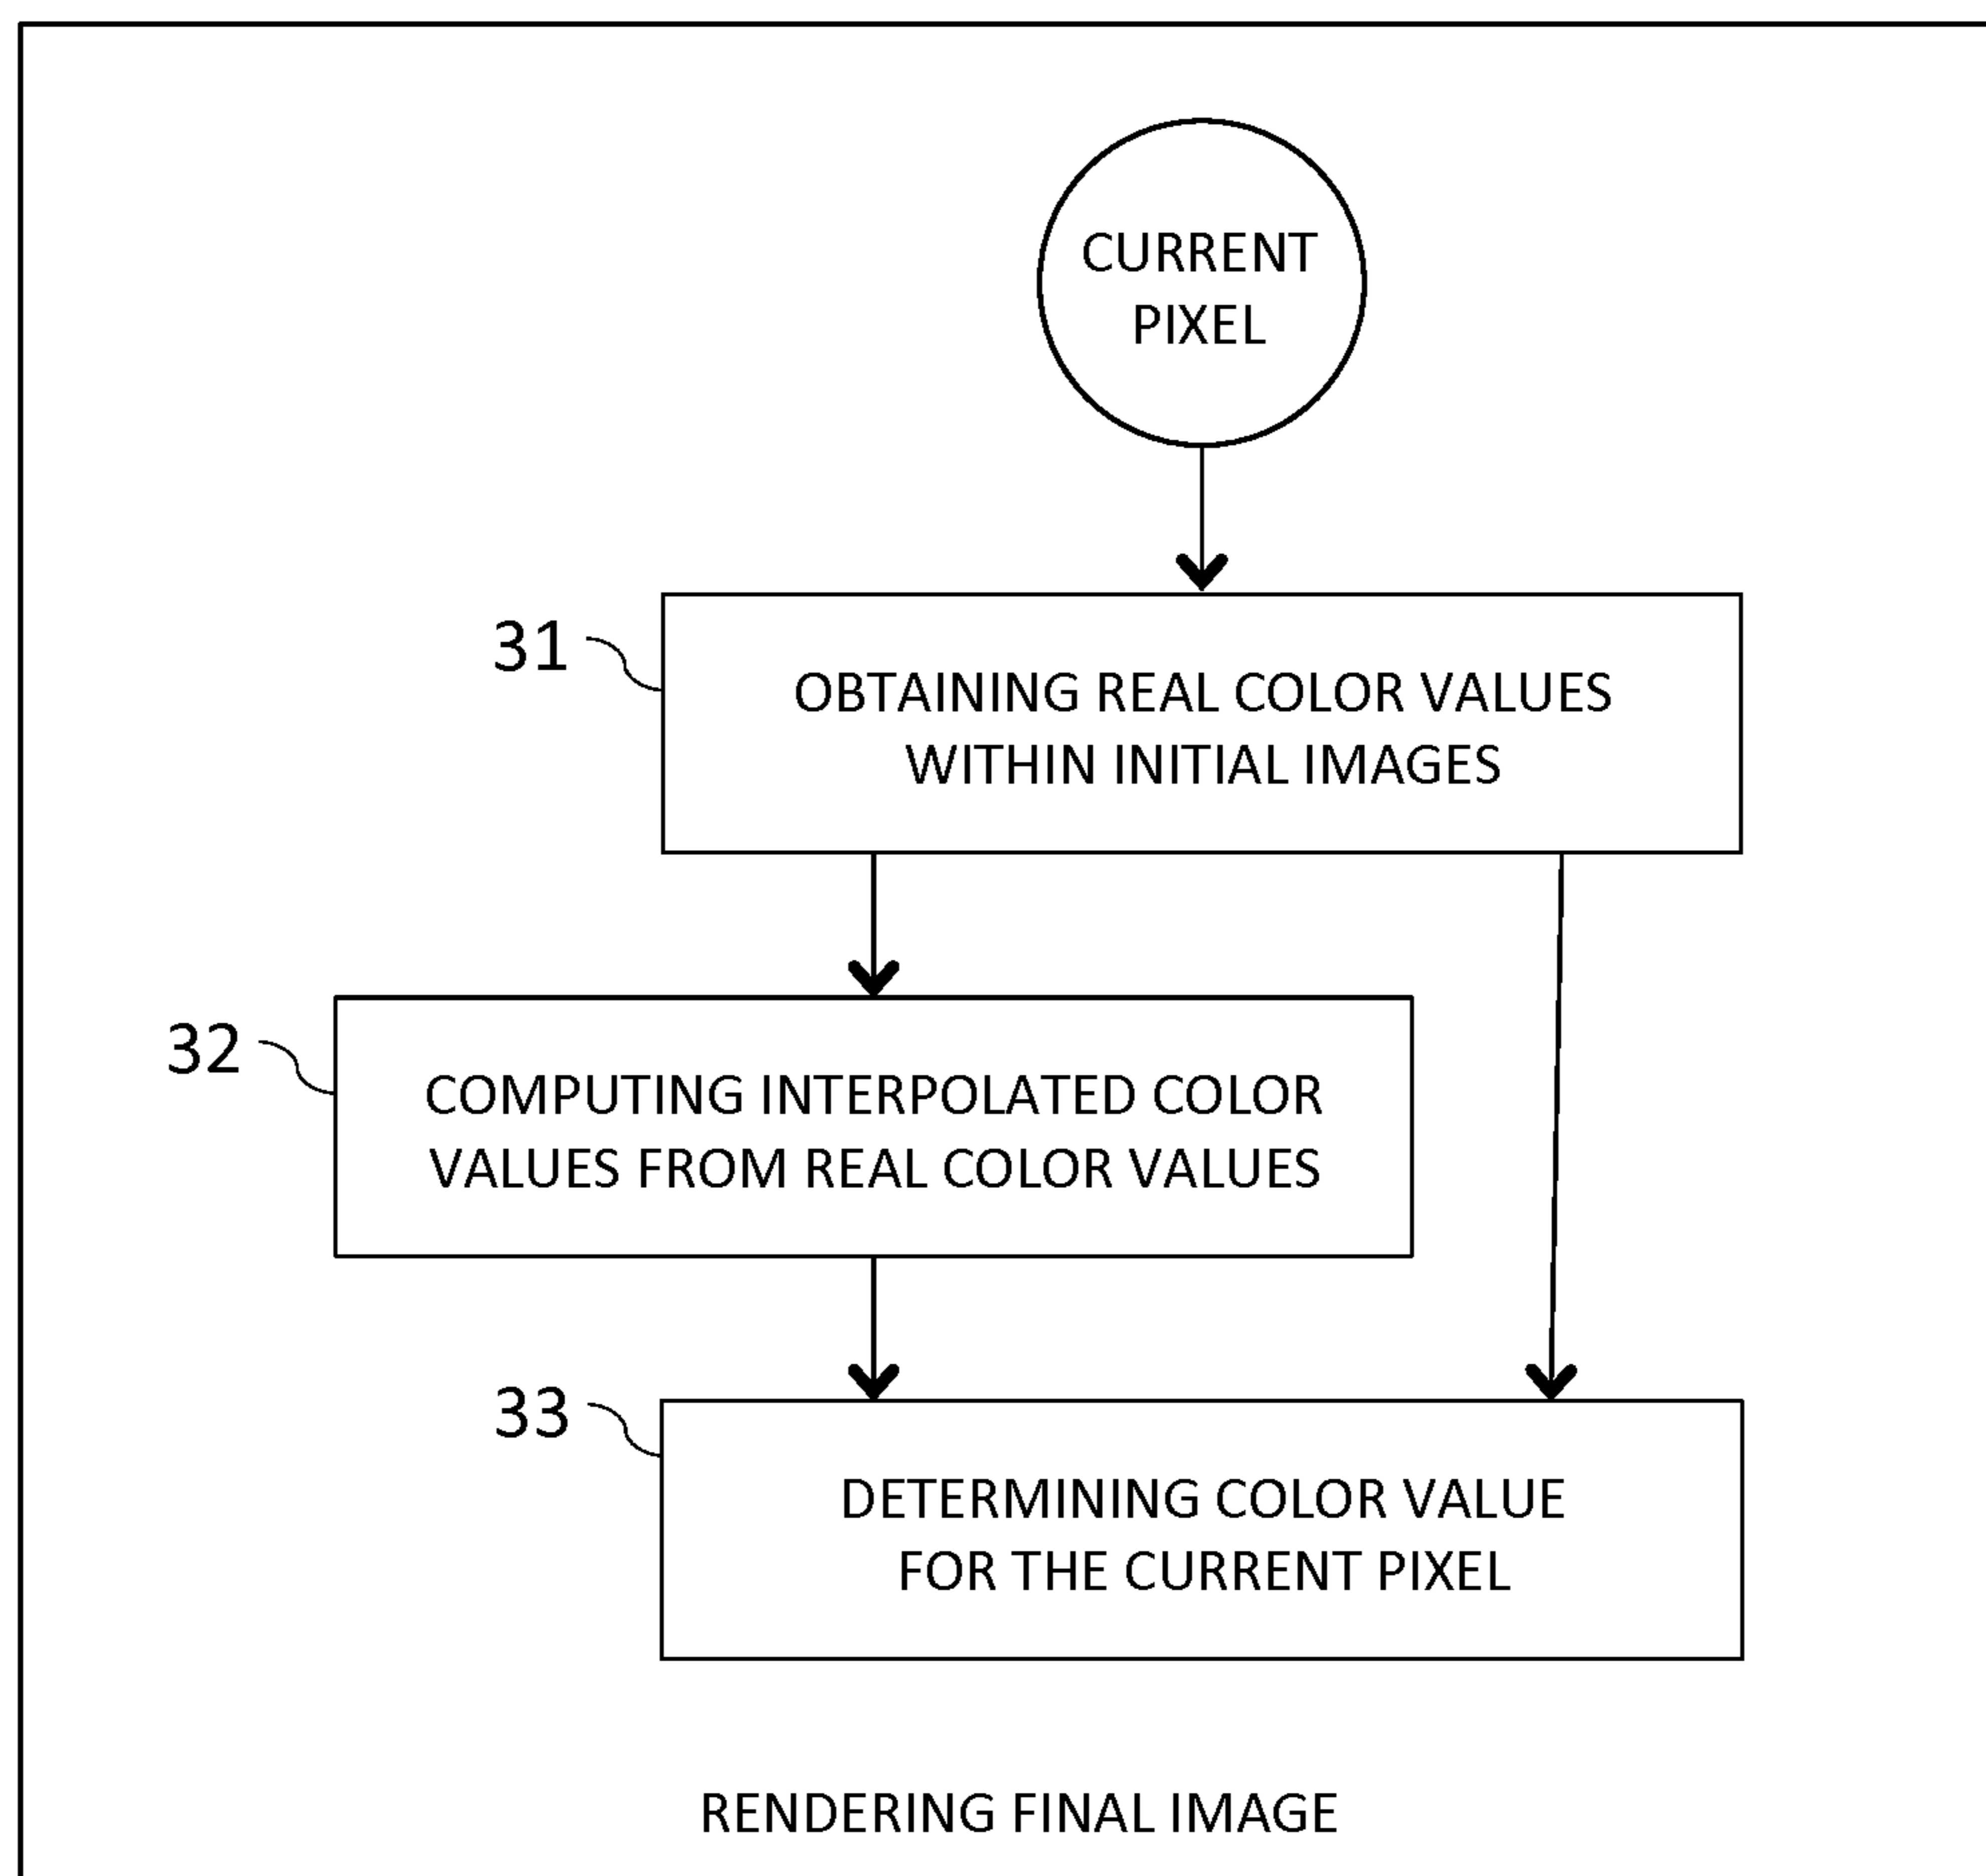 CURRENT
PIXEL
31
OBTAINING REAL COLOR VALUES
WITHIN INITIAL IMAGES
32
COMPUTING INTERPOLATED COLOR
VALUES FROM REAL COLOR VALUES
33
DETERMINING COLOR VALUE
FOR THE CURRENT PIXEL
RENDERING FINAL IMAGE